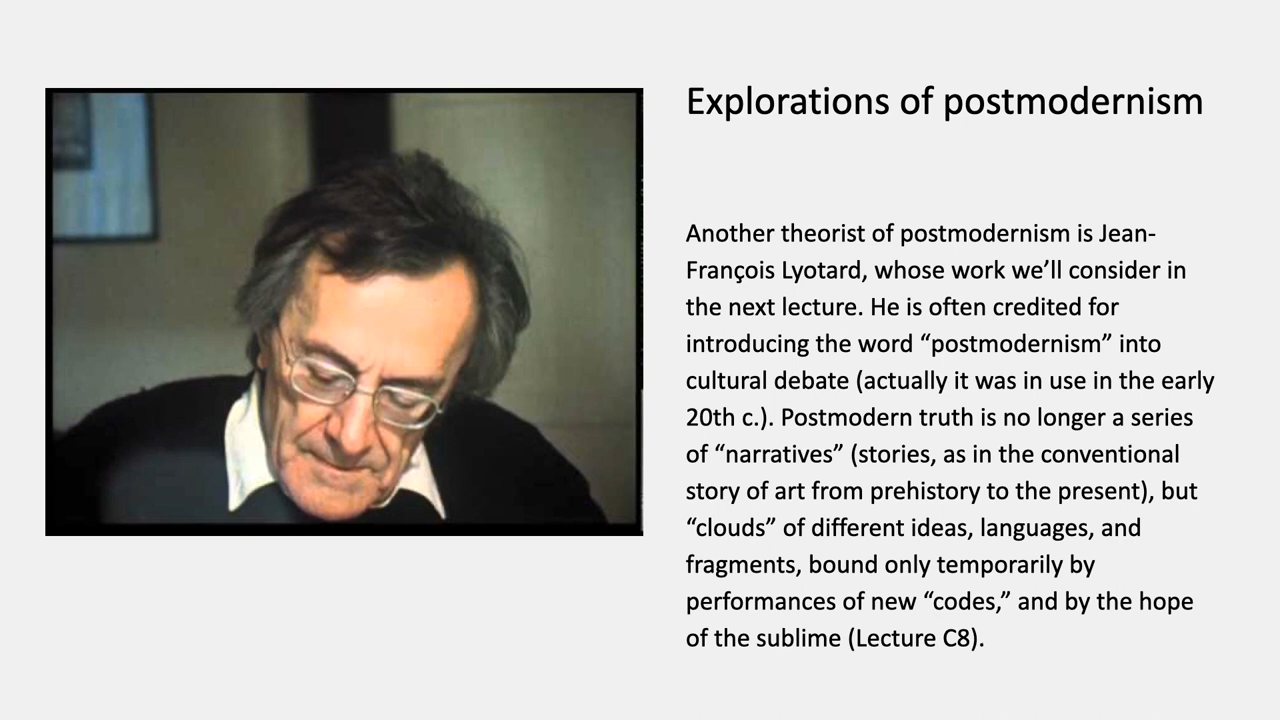 Explorations of postmodernism
Another theorist of postmodernism is Jean-
François Lyotard, whose work we’ll consider in
the next lecture. He is often credited for
introducing the word “postmodernism” into
cultural debate (actually it was in use in the early
20th c.). Postmodern truth is no longer a series
of “narratives” (stories, as in the conventional
story of art from prehistory to the present), but
“clouds” of different ideas, languages, and
fragments, bound only temporarily by
performances of new “codes,” and by the hope
of the sublime (Lecture C8).